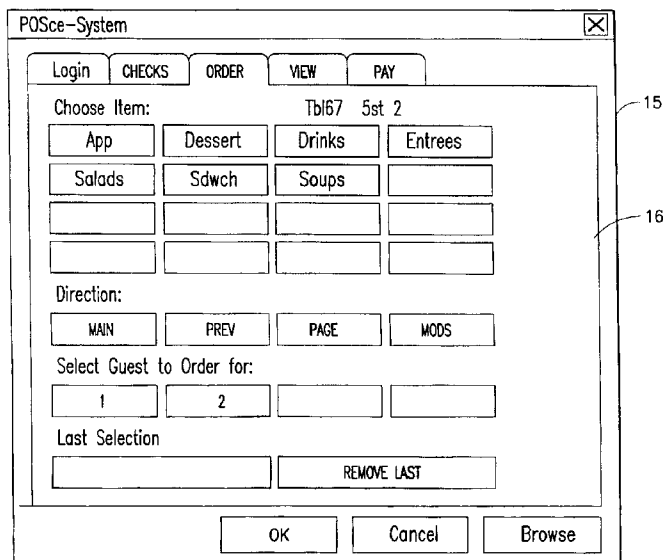 POSce-System
Login CHECKS ORDER VIEW PAY
Choose Item: Tbl67 5st 2
App Dessert Drinks Entrees
Salads Sdwch Soups
Direction:
MAIN PREV PAGE MODS
Select Guest to Order for:
1 2
Last Selection
REMOVE LAST
OK Cancel Browse
15
16